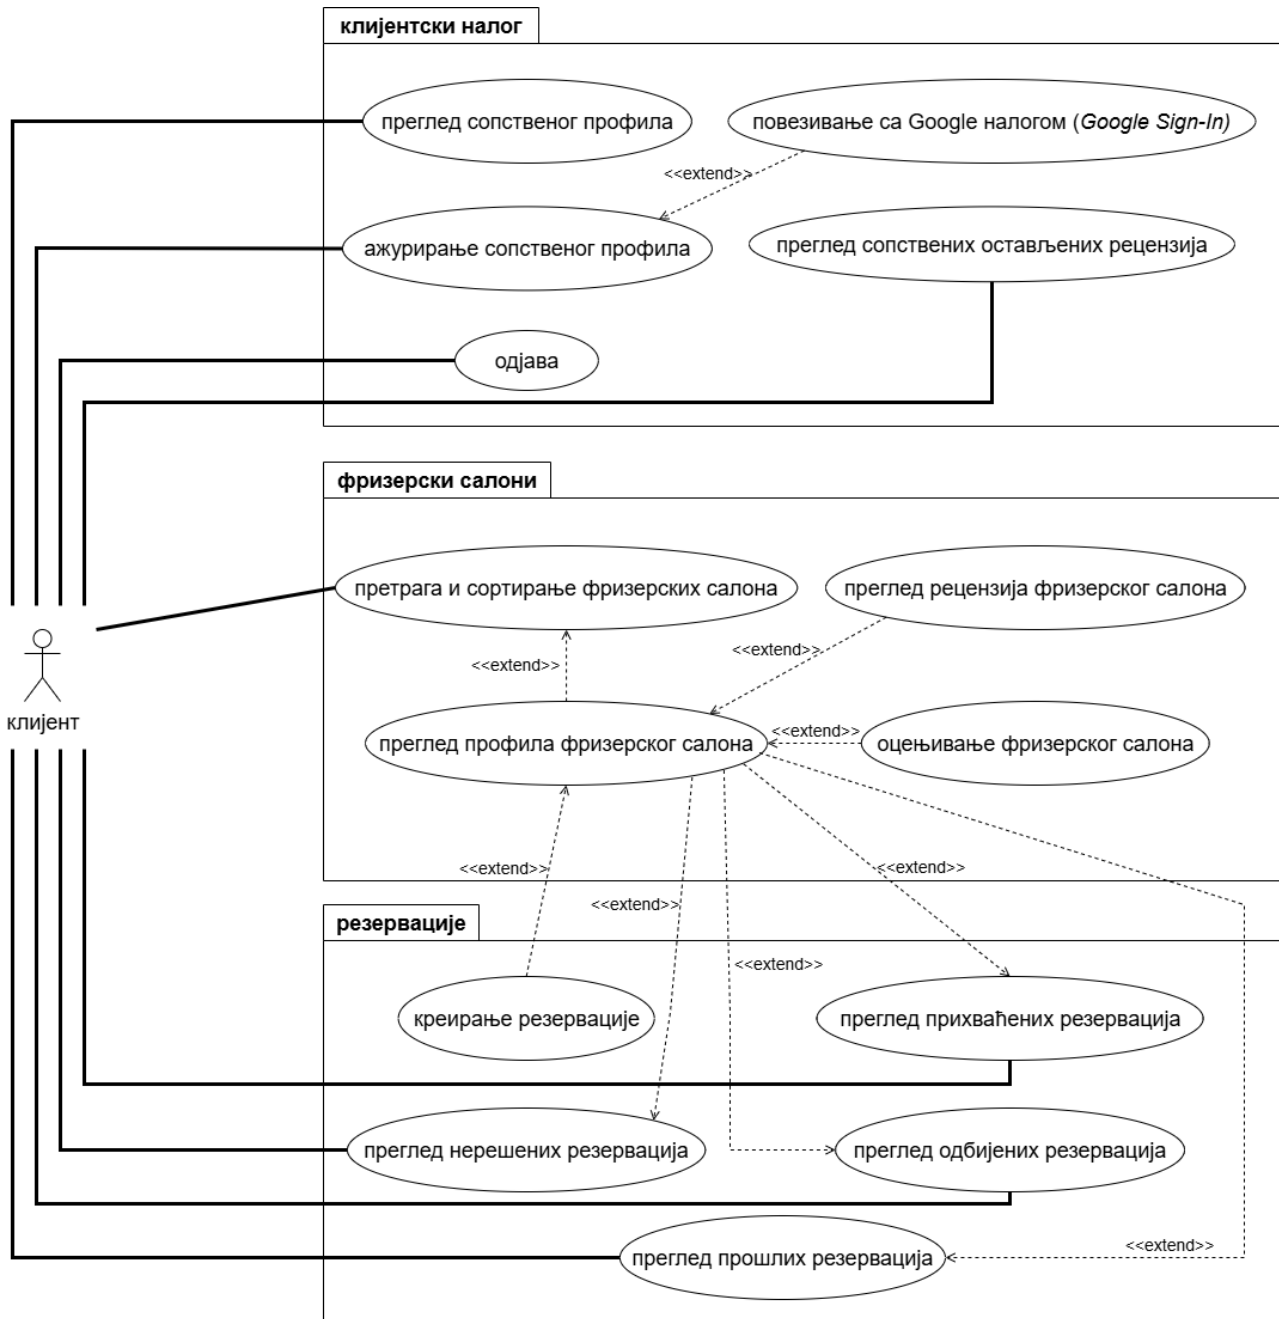 клијентски налог
преглед сопственог профила
повезивање са Google налогом (Google Sign-In)
<<extend>>
ажурирање сопственог профила
преглед сопствених остављених рецензија
одјава
фризерски салони
претрага и сортирање фризерских салона
преглед рецензија фризерског салона
<<extend>>
<<extend>>
клијент
преглед профила фризерског салона
<<extend>>
оцењивање фризерског салона
<<extend>>
<<extend>>
<<extend>>
резервације
<<extend>>
креирање резервације
преглед прихваћених резервација
преглед нерешених резервација
преглед одбијених резервација
преглед прошлих резервација
<<extend>>